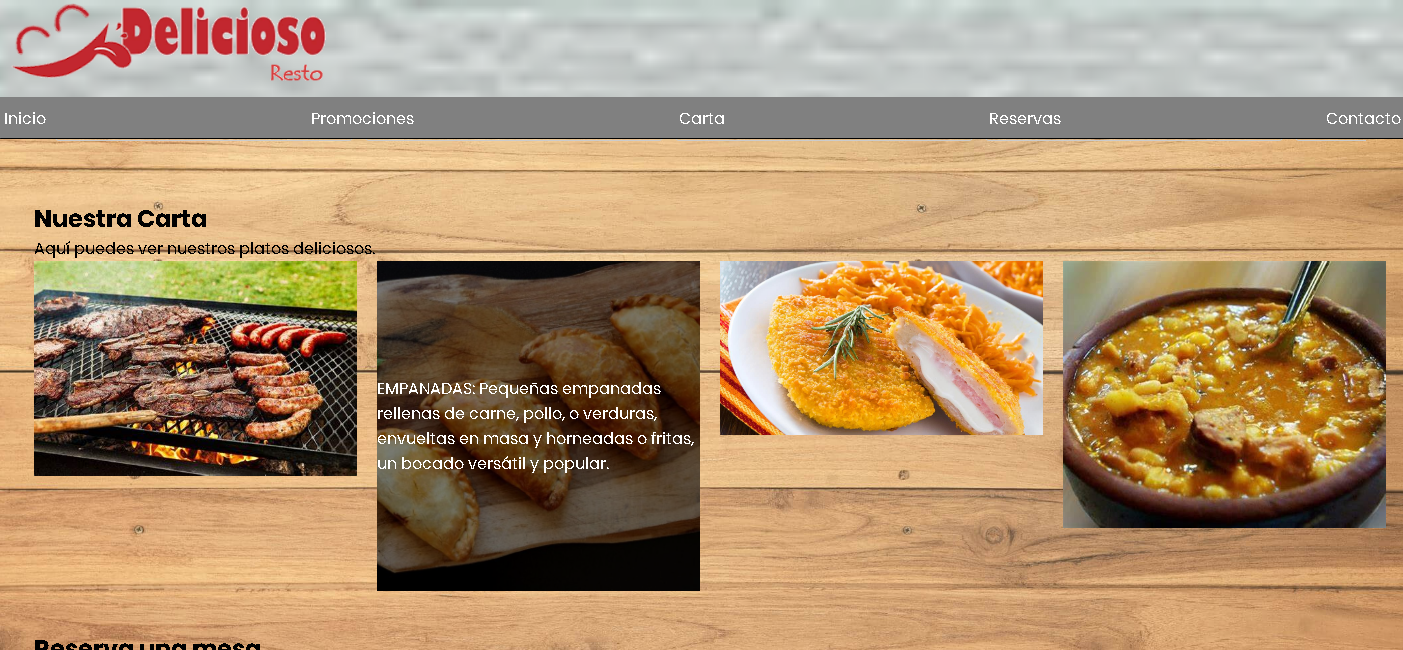 Delicioso
Resto
Inicio
Promociones
Carta
Reservas
Contacto
Nuestra Carta
Aquí puedes ver nuestros platos deliciosos.
EMPANADAS: Pequeñas empanadas
rellenas de carne, pollo, o verduras,
envueltas en masa y horneadas o fritas,
un bocado versátil y popular.
Reserva una mesa